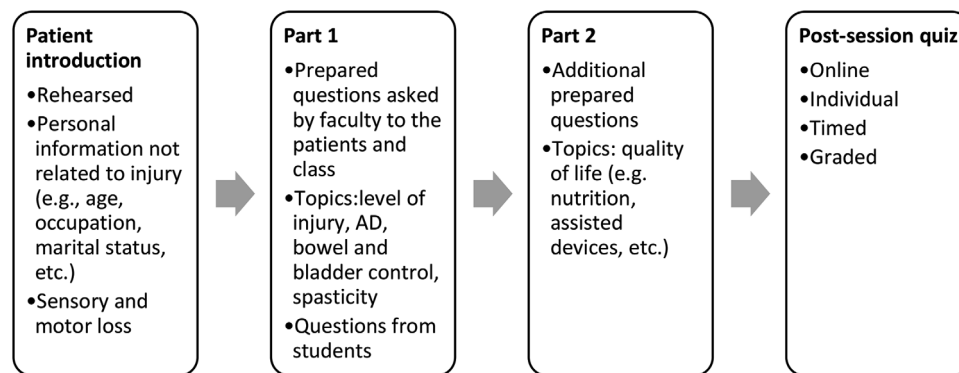 Patient
introduction
•Rehearsed
•Personal
information not
related to injury
(e.g., age,
occupation,
marital status,
etc.)
•Sensory and
motor loss
Part 1
•Prepared
questions asked
by faculty to the
patients and
class
•Topics:level of
injury, AD,
bowel and
bladder control,
spasticity
•Questions from
students
Part 2
•Additional
prepared
questions
•Topics: quality
of life (e.g.
nutrition,
assisted
devices, etc.)
Post-session quiz
•Online
•Individual
•Timed
•Graded